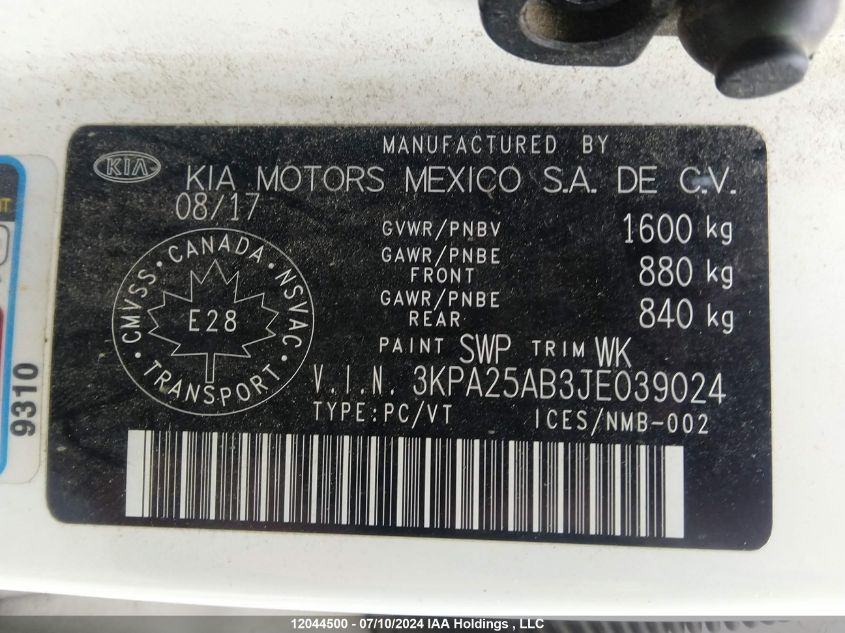 MANUFACTURED BY
KIA
KIA MOTORS MEXICO S.A. DE C.V.
08/17
GVWR/PNBV 1600 kg
GAWR/PNBE FRONT 880 kg
GAWR/PNBE REAR 840 kg
CMVSS · CANADA · NSVAC · TRANSPORT ·
E28
PAINT SWP TRIM WK
V.I.N. 3KPA25AB3JE039024
TYPE:PC/VT ICES/NMB-002
9310
12044500 - 07/10/2024 IAA Holdings , LLC